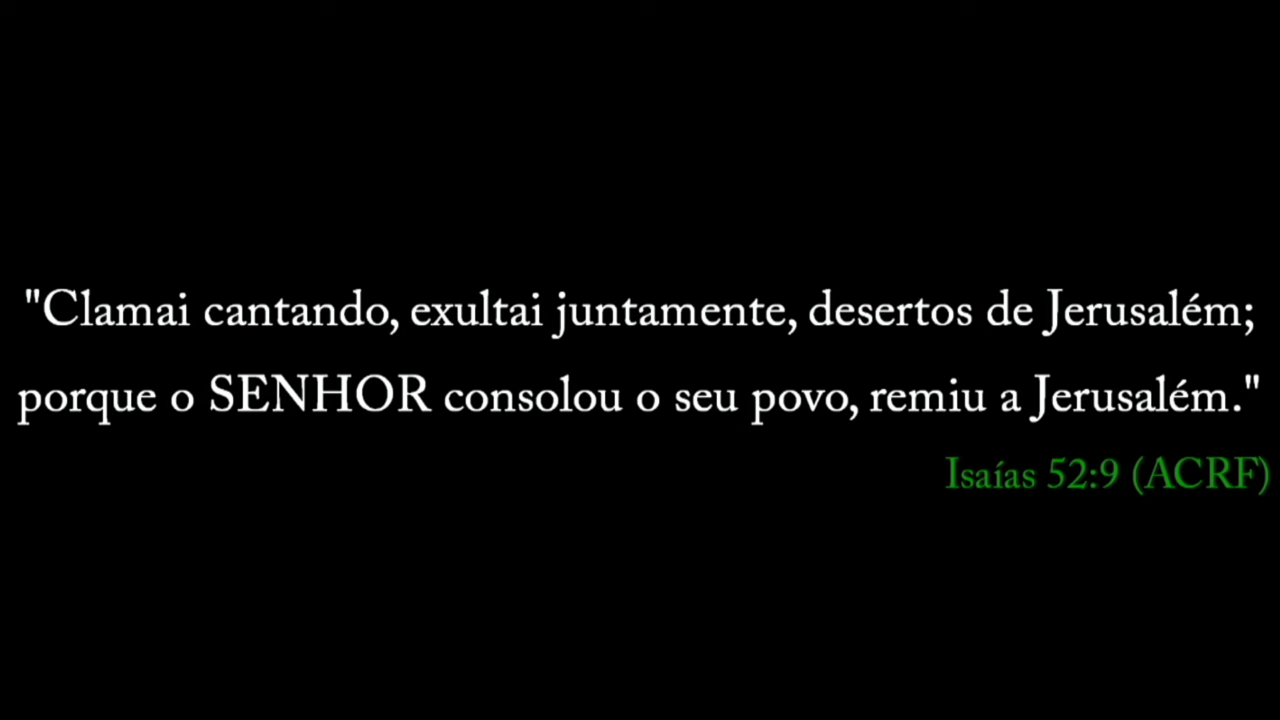 "Clamai cantando, exultai juntamente, desertos de Jerusalém;
porque o SENHOR consolou o seu povo, remiu a Jerusalém."
Isaías 52:9 (ACRF)